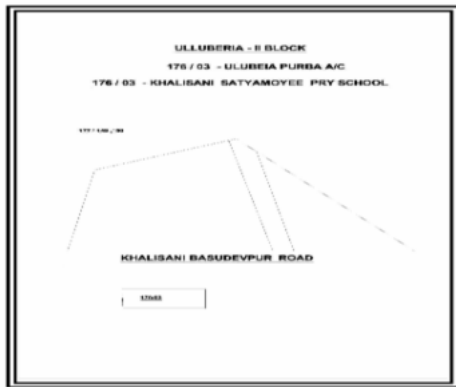 ULLUBERIA - II BLOCK
176 / 03 - ULUBEIA PURBA A/C
176 / 03 - KHALISANI SATYAMOYEE PRY SCHOOL
KHALISANI BASUDEVPUR ROAD